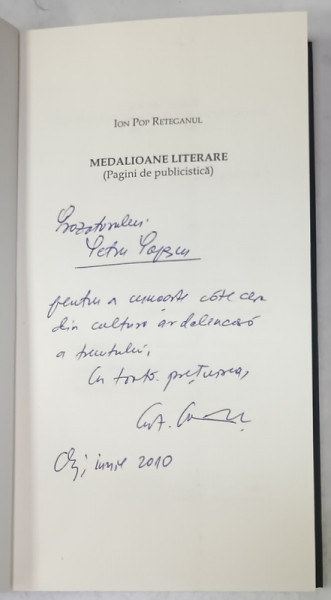 ION POP RETEGANUL
MEDALIOANE LITERARE
(Pagini de publicistică)
Prozatorului
Petru Popescu
pentru a cunoaște câte ceva
din cultura ardelenească
a trecutului,
Cu toată prețuirea,
Cluj, iunie 2010